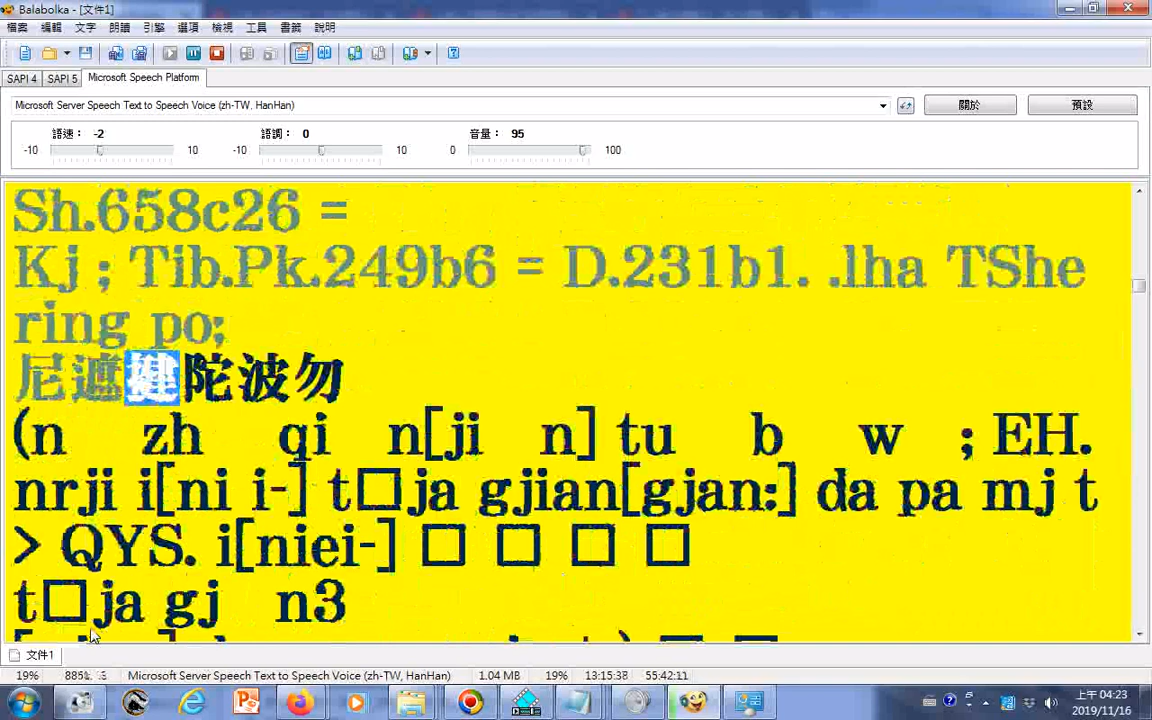 Balabolka - [文件1]
檔案 編輯 文字 朗讀 引擎 選項 檢視 工具 書籤 說明
SAPI 4 SAPI 5 Microsoft Speech Platform
Microsoft Server Speech Text to Speech Voice (zh-TW, HanHan)
關於 預設
語速: -2 語調: 0 音量: 95
-10 10 -10 10 0 100
Sh.658c26 =
Kj ; Tib.Pk.249b6 = D.231b1. .lha TShe
ring po;
尼遮揵陀波勿
(n zh qi n[ji n] tu b w ; EH.
nrji i[ni i-] t□ja gjian[gjan:] da pa mj t
> QYS. i[niei-] □ □ □ □
t□ja gj n3
文件1
19% Microsoft Server Speech Text to Speech Voice (zh-TW, HanHan) 1.04 MB 19% 13:15:38 55:42:11
上午 04:23
2019/11/16